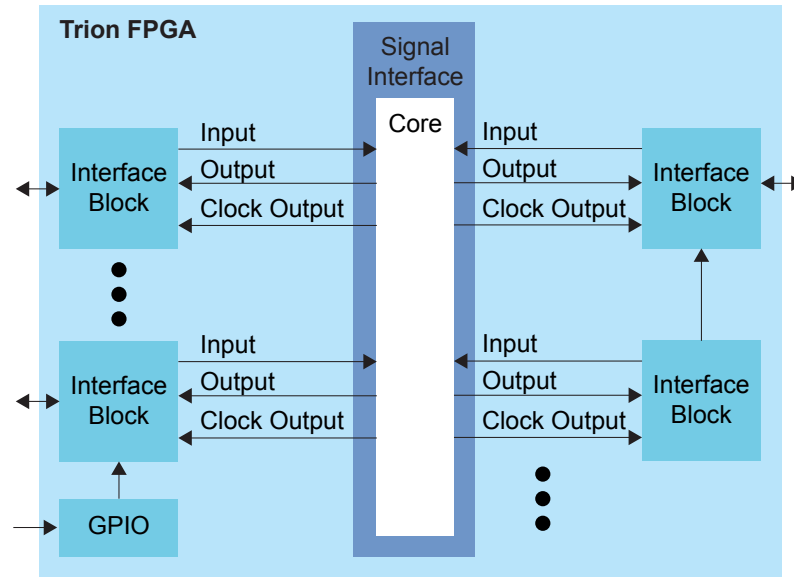 Trion FPGA
Signal
Interface
Core
Interface
Block
Input
Output
Clock Output
Input
Output
Clock Output
Interface
Block
Interface
Block
Input
Output
Clock Output
Input
Output
Clock Output
Interface
Block
GPIO